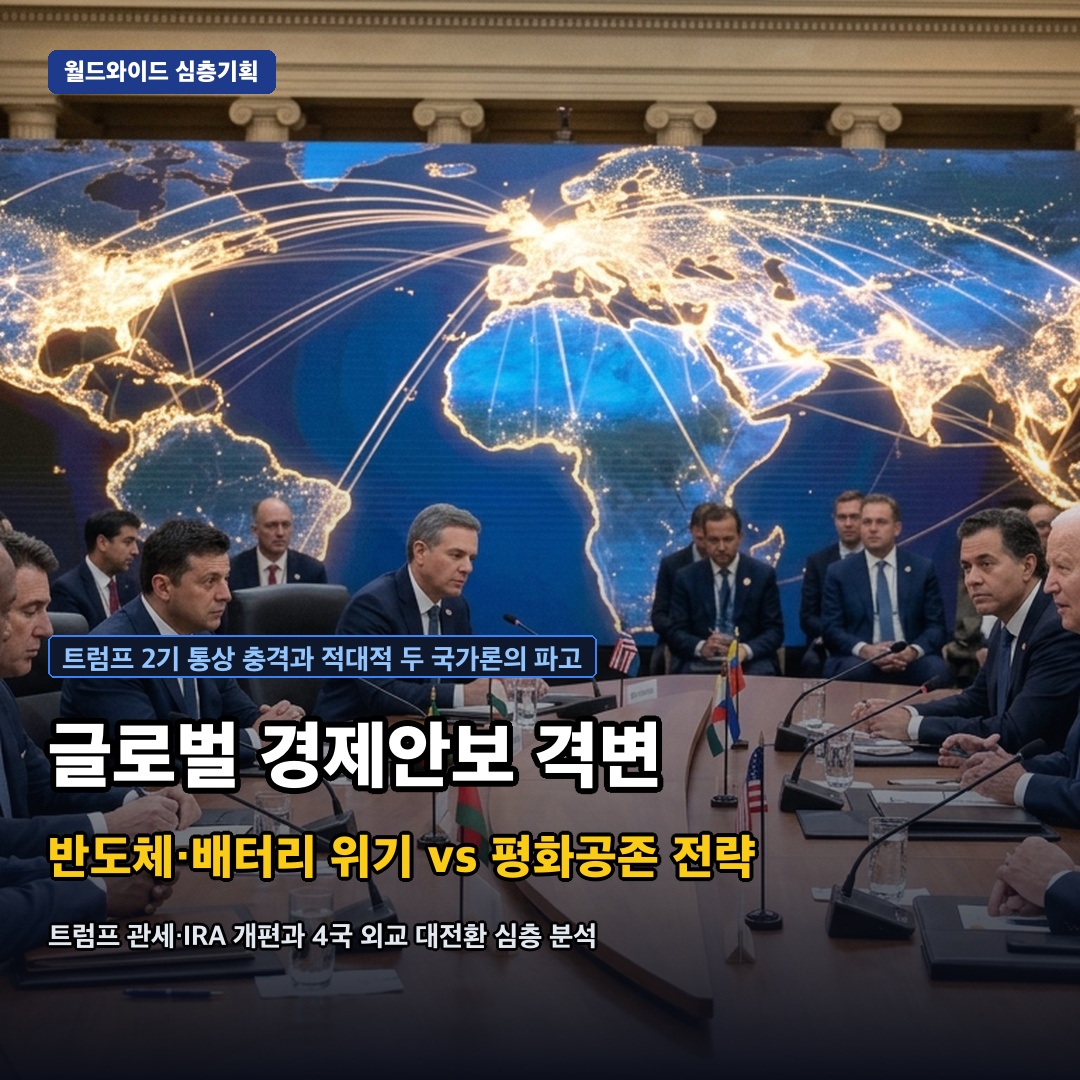 월드와이드 심층기획
트럼프 2기 통상 충격과 적대적 두 국가론의 파고
글로벌 경제안보 격변
반도체·배터리 위기 vs 평화공존 전략
트럼프 관세·IRA 개편과 4국 외교 대전환 심층 분석